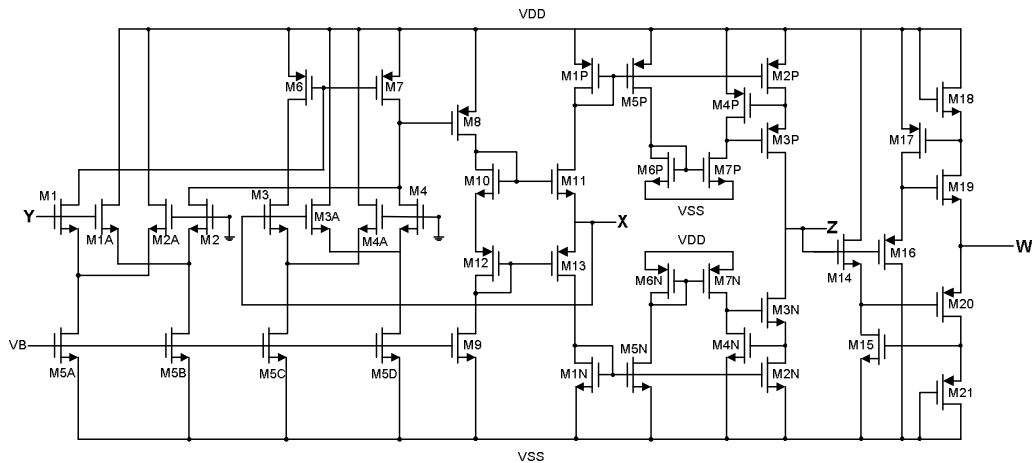 VDD
M6
M7
M1P
M5P
M2P
M8
M4P
M18
M3P
M17
M10
M11
M6P
M7P
M19
M1
M3
M4
Y
M1A
M2A
M2
M3A
M4A
VSS
X
Z
VDD
W
M12
M13
M6N
M7N
M14
M16
M20
M3N
VB
M5A
M5B
M5C
M5D
M9
M1N
M5N
M4N
M2N
M15
M21
VSS